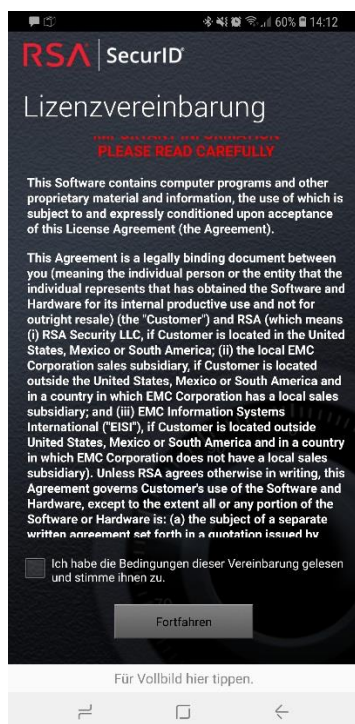 60% 14:12
RSA SecurID
Lizenzvereinbarung
IMPORTANT INFORMATION
PLEASE READ CAREFULLY
This Software contains computer programs and other
proprietary material and information, the use of which is
subject to and expressly conditioned upon acceptance
of this License Agreement (the Agreement).
This Agreement is a legally binding document between
you (meaning the individual person or the entity that the
individual represents that has obtained the Software and
Hardware for its internal productive use and not for
outright resale) (the "Customer") and RSA (which means
(i) RSA Security LLC, if Customer is located in the United
States, Mexico or South America; (ii) the local EMC
Corporation sales subsidiary, if Customer is located
outside the United States, Mexico or South America and
in a country in which EMC Corporation has a local sales
subsidiary; and (iii) EMC Information Systems
International ("EISI"), if Customer is located outside
United States, Mexico or South America and in a country
in which EMC Corporation does not have a local sales
subsidiary). Unless RSA agrees otherwise in writing, this
Agreement governs Customer's use of the Software and
Hardware, except to the extent all or any portion of the
Software or Hardware is: (a) the subject of a separate
written agreement set forth in a quotation issued by
Ich habe die Bedingungen dieser Vereinbarung gelesen
und stimme ihnen zu.
Fortfahren
Für Vollbild hier tippen.